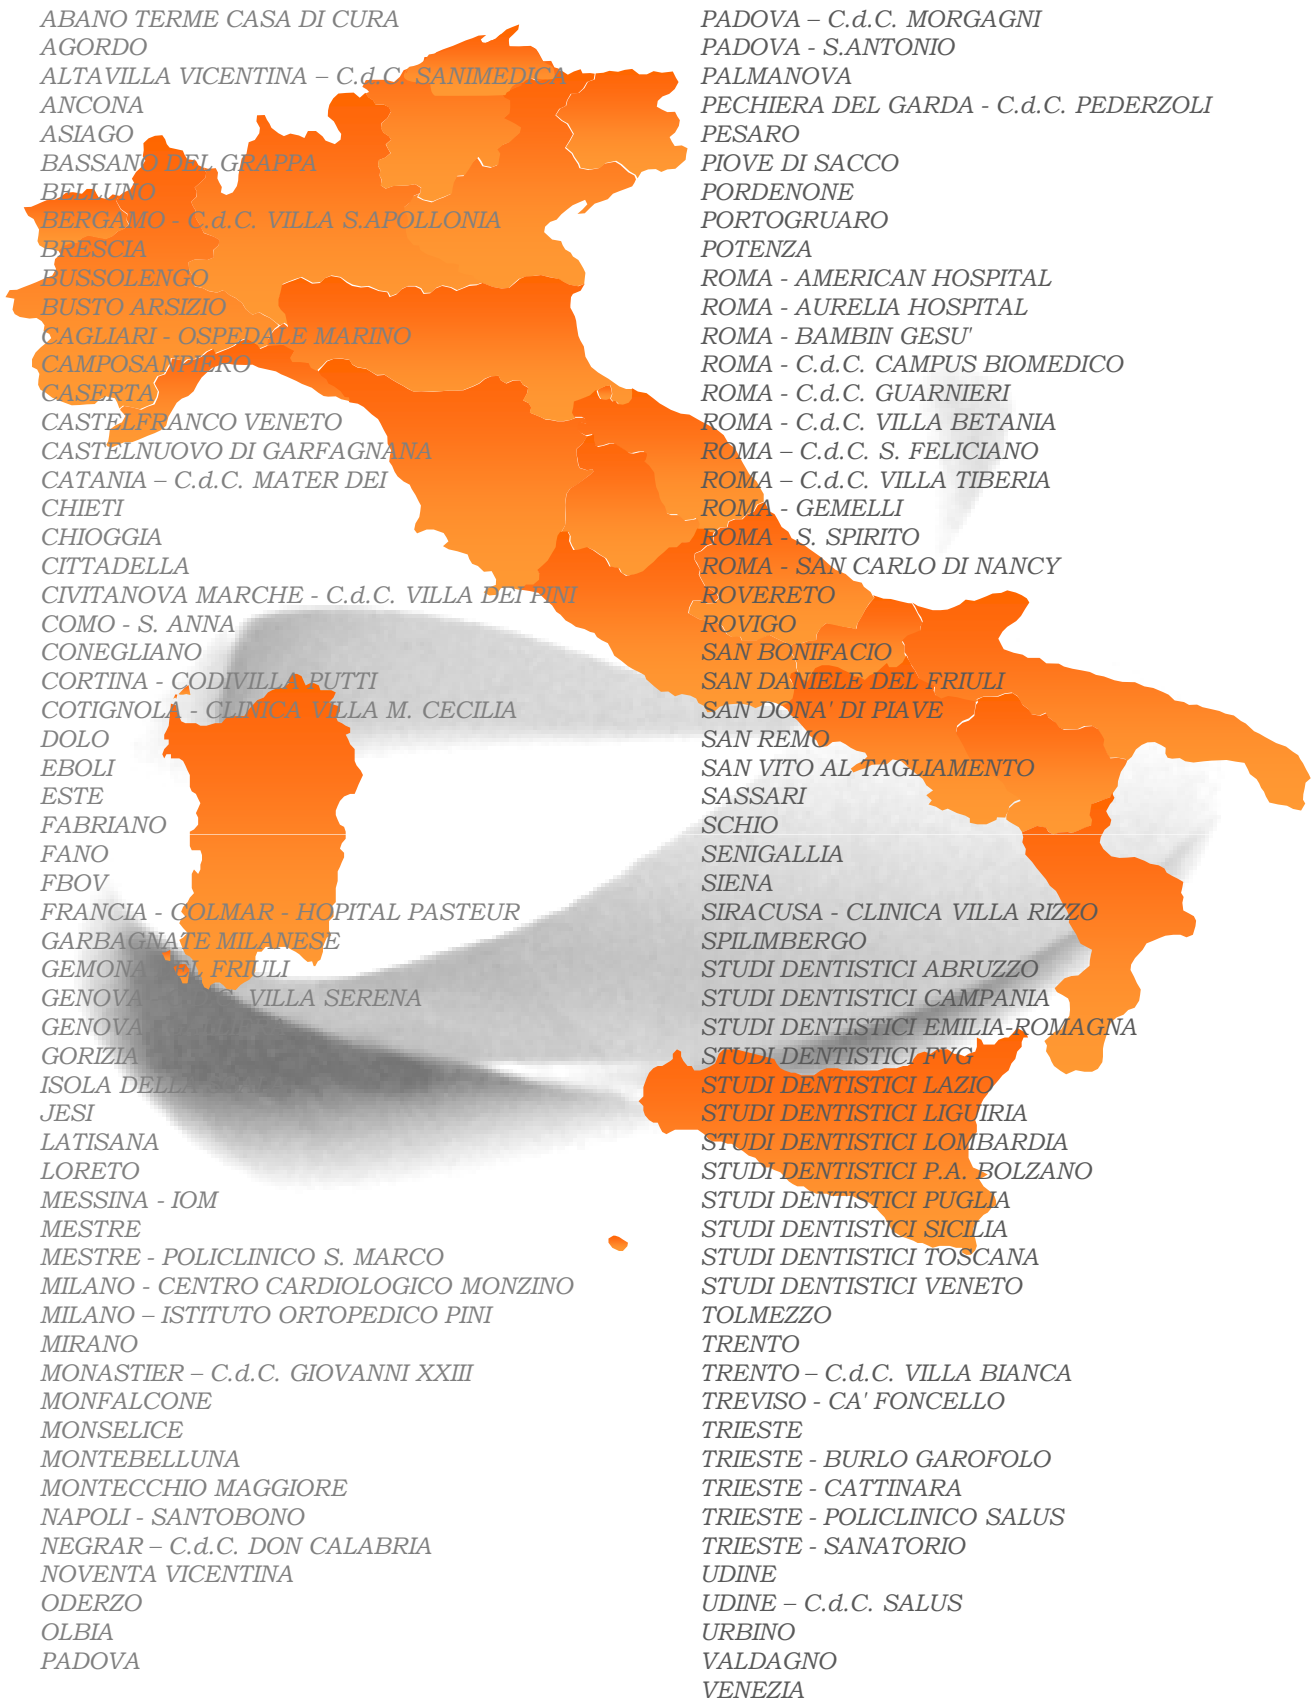 ABANO TERME CASA DI CURA
AGORDO
ALTAVILLA VICENTINA – C.d.C. SANIMEDICA
ANCONA
ASIAGO
BASSANO DEL GRAPPA
BELLUNO
BERGAMO - C.d.C. VILLA S.APOLLONIA
BRESCIA
BUSSOLENGO
BUSTO ARSIZIO
CAGLIARI - OSPEDALE MARINO
CAMPOSANPIERO
CASERTA
CASTELFRANCO VENETO
CASTELNUOVO DI GARFAGNANA
CATANIA – C.d.C. MATER DEI
CHIETI
CHIOGGIA
CITTADELLA
CIVITANOVA MARCHE - C.d.C. VILLA DEI PINI
COMO - S. ANNA
CONEGLIANO
CORTINA - CODIVILLA PUTTI
COTIGNOLA - CLINICA VILLA M. CECILIA
DOLO
EBOLI
ESTE
FABRIANO
FANO
FBOV
FRANCIA - COLMAR - HOPITAL PASTEUR
GARBAGNATE MILANESE
GEMONA DEL FRIULI
GENOVA VILLA SERENA
GENOVA
GORIZIA
ISOLA DELLA
JESI
LATISANA
LORETO
MESSINA - IOM
MESTRE
MESTRE - POLICLINICO S. MARCO
MILANO - CENTRO CARDIOLOGICO MONZINO
MILANO – ISTITUTO ORTOPEDICO PINI
MIRANO
MONASTIER – C.d.C. GIOVANNI XXIII
MONFALCONE
MONSELICE
MONTEBELLUNA
MONTECCHIO MAGGIORE
NAPOLI - SANTOBONO
NEGRAR – C.d.C. DON CALABRIA
NOVENTA VICENTINA
ODERZO
OLBIA
PADOVA
PADOVA – C.d.C. MORGAGNI
PADOVA - S.ANTONIO
PALMANOVA
PECHIERA DEL GARDA - C.d.C. PEDERZOLI
PESARO
PIOVE DI SACCO
PORDENONE
PORTOGRUARO
POTENZA
ROMA - AMERICAN HOSPITAL
ROMA - AURELIA HOSPITAL
ROMA - BAMBIN GESU'
ROMA - C.d.C. CAMPUS BIOMEDICO
ROMA - C.d.C. GUARNIERI
ROMA - C.d.C. VILLA BETANIA
ROMA – C.d.C. S. FELICIANO
ROMA – C.d.C. VILLA TIBERIA
ROMA - GEMELLI
ROMA - S. SPIRITO
ROMA - SAN CARLO DI NANCY
ROVERETO
ROVIGO
SAN BONIFACIO
SAN DANIELE DEL FRIULI
SAN DONA' DI PIAVE
SAN REMO
SAN VITO AL TAGLIAMENTO
SASSARI
SCHIO
SENIGALLIA
SIENA
SIRACUSA - CLINICA VILLA RIZZO
SPILIMBERGO
STUDI DENTISTICI ABRUZZO
STUDI DENTISTICI CAMPANIA
STUDI DENTISTICI EMILIA-ROMAGNA
STUDI DENTISTICI FVG
STUDI DENTISTICI LAZIO
STUDI DENTISTICI LIGUIRIA
STUDI DENTISTICI LOMBARDIA
STUDI DENTISTICI P.A. BOLZANO
STUDI DENTISTICI PUGLIA
STUDI DENTISTICI SICILIA
STUDI DENTISTICI TOSCANA
STUDI DENTISTICI VENETO
TOLMEZZO
TRENTO
TRENTO – C.d.C. VILLA BIANCA
TREVISO - CA' FONCELLO
TRIESTE
TRIESTE - BURLO GAROFOLO
TRIESTE - CATTINARA
TRIESTE - POLICLINICO SALUS
TRIESTE - SANATORIO
UDINE
UDINE – C.d.C. SALUS
URBINO
VALDAGNO
VENEZIA